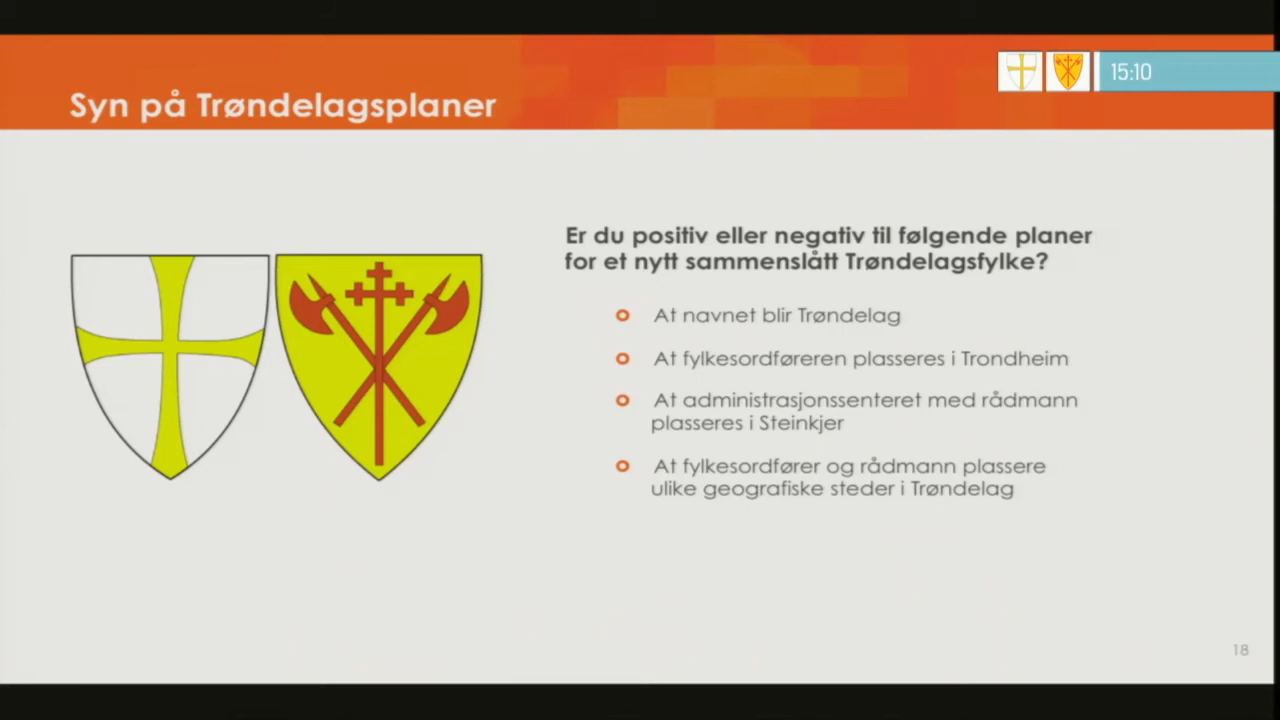 15:10
Syn på Trøndelagsplaner
Er du positiv eller negativ til følgende planer
for et nytt sammenslått Trøndelagsfylke?
At navnet blir Trøndelag
At fylkesordføreren plasseres i Trondheim
At administrasjonssenteret med rådmann
plasseres i Steinkjer
At fylkesordfører og rådmann plassere
ulike geografiske steder i Trøndelag
18